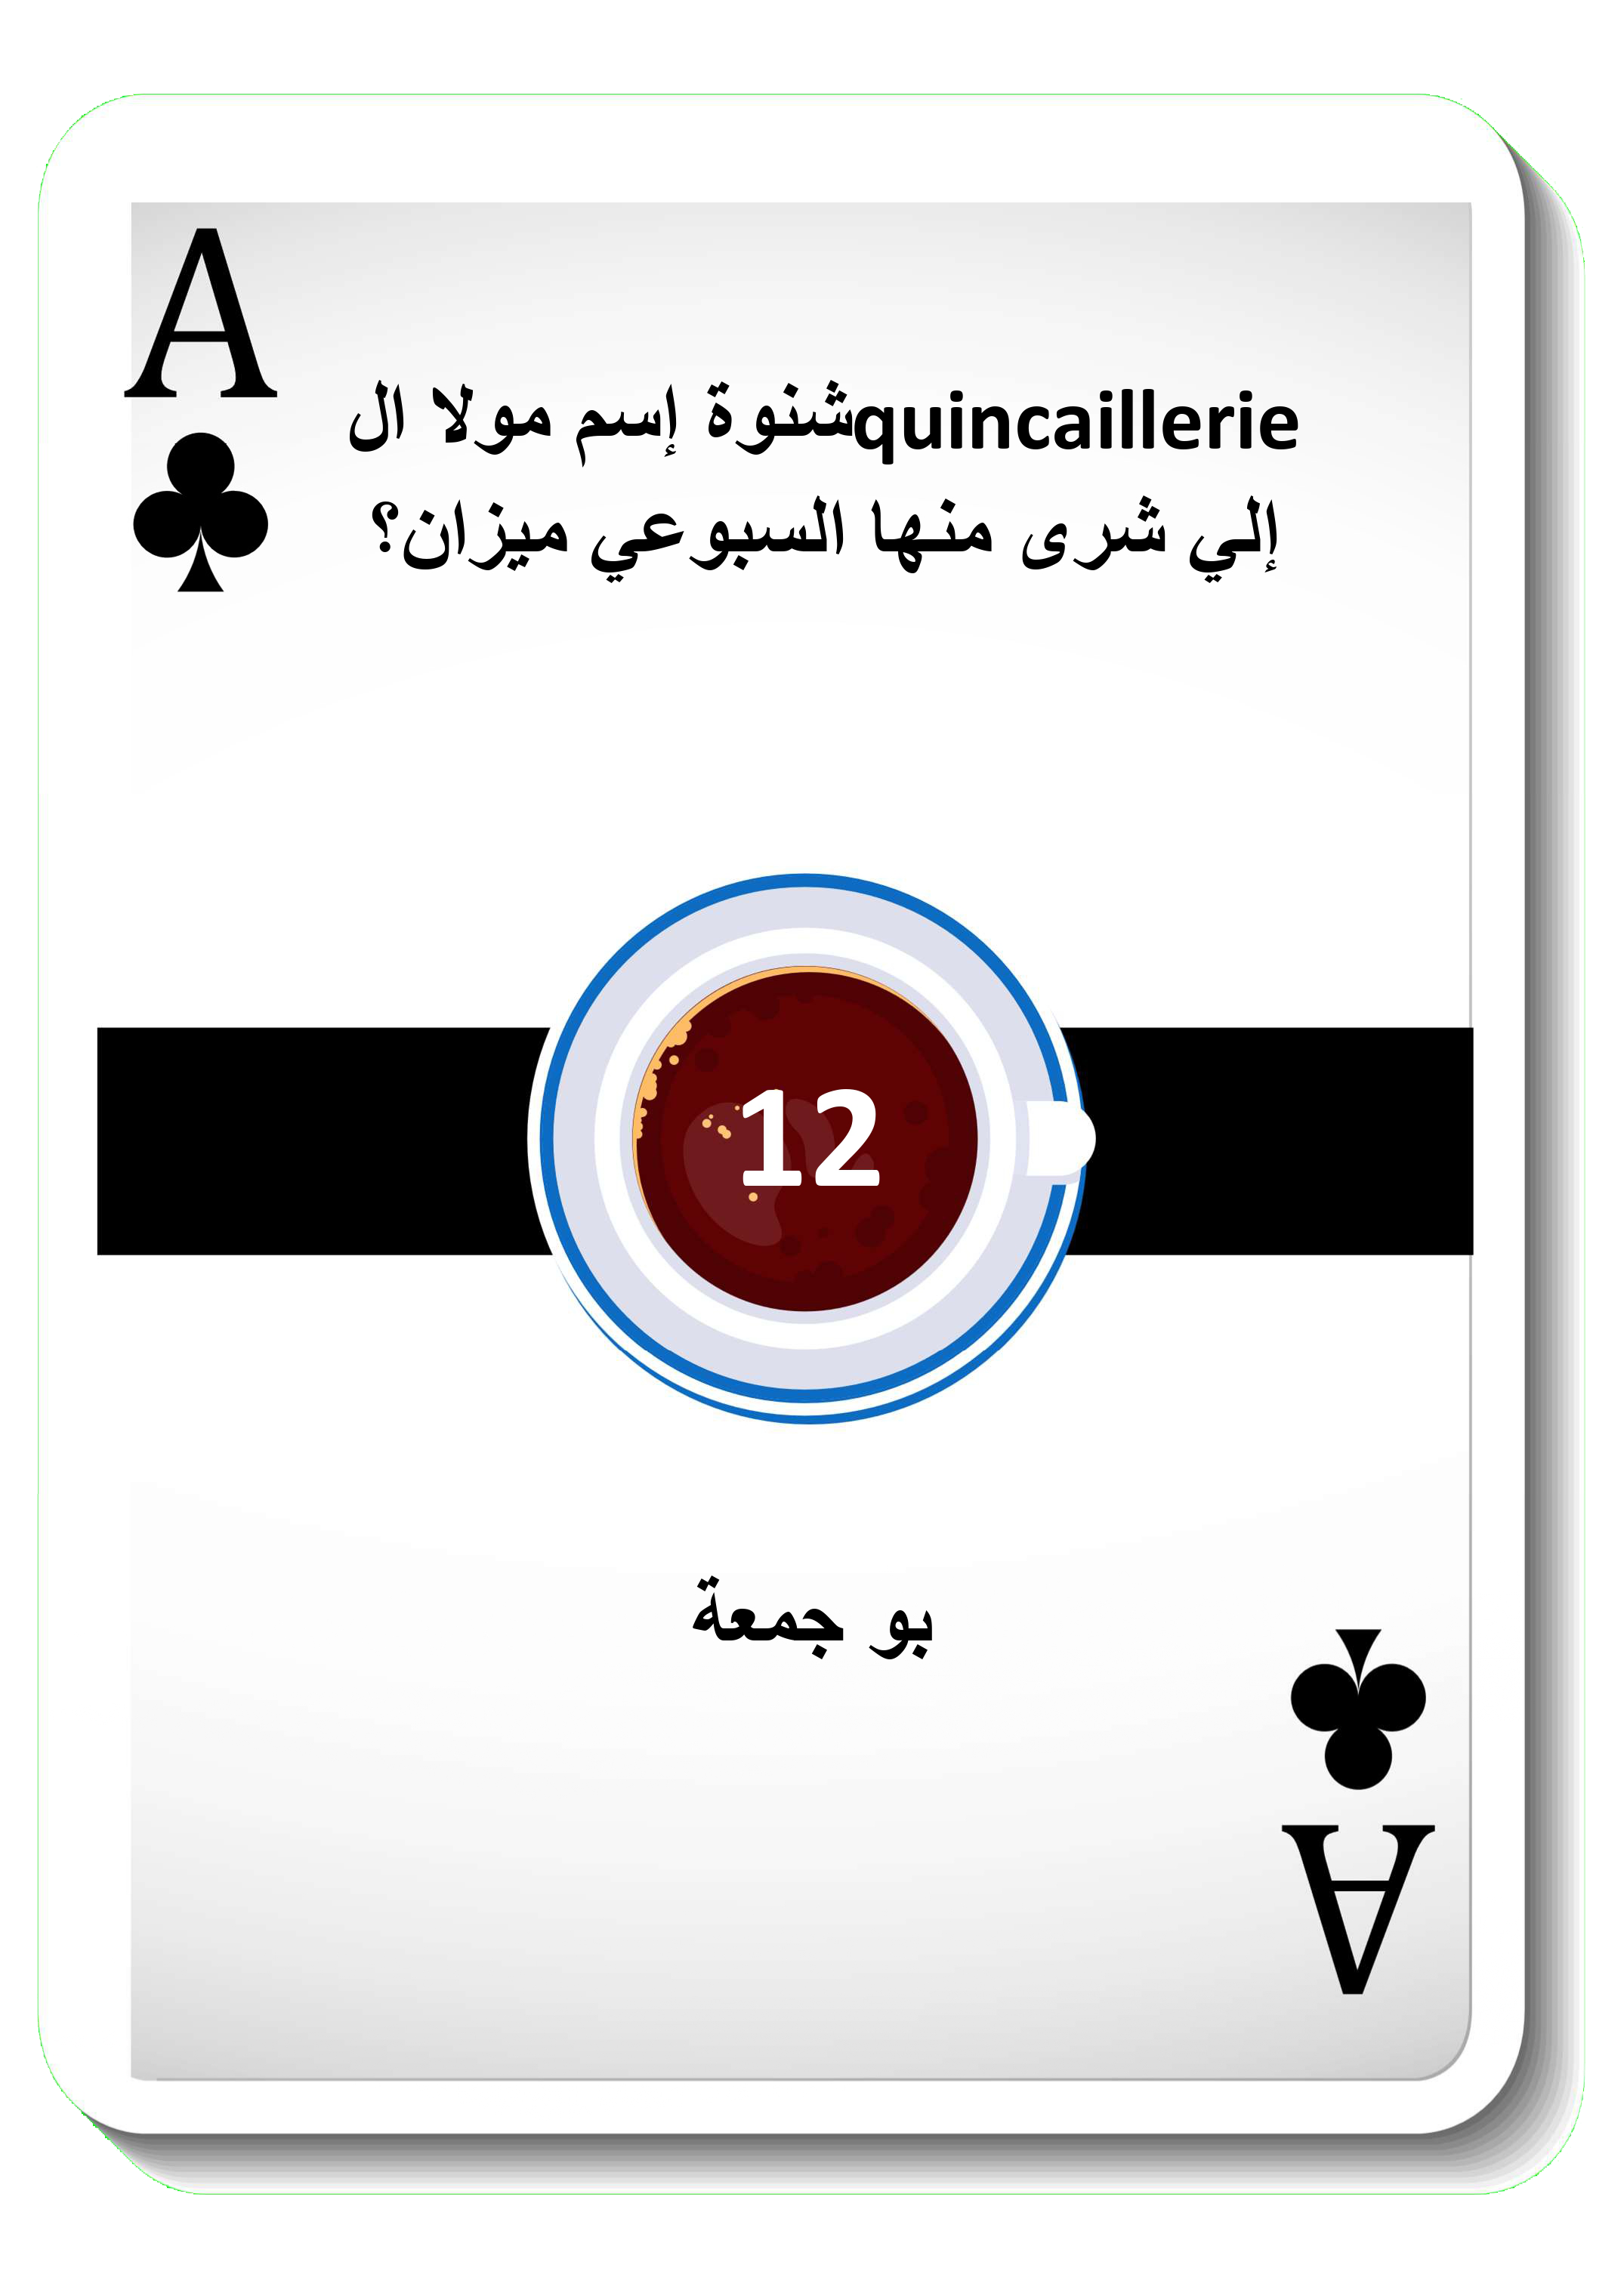 A
شنوة إسم مولا ال quincaillerie
إلي شرى منها السبوعي ميزان؟
12
بو جمعة
A